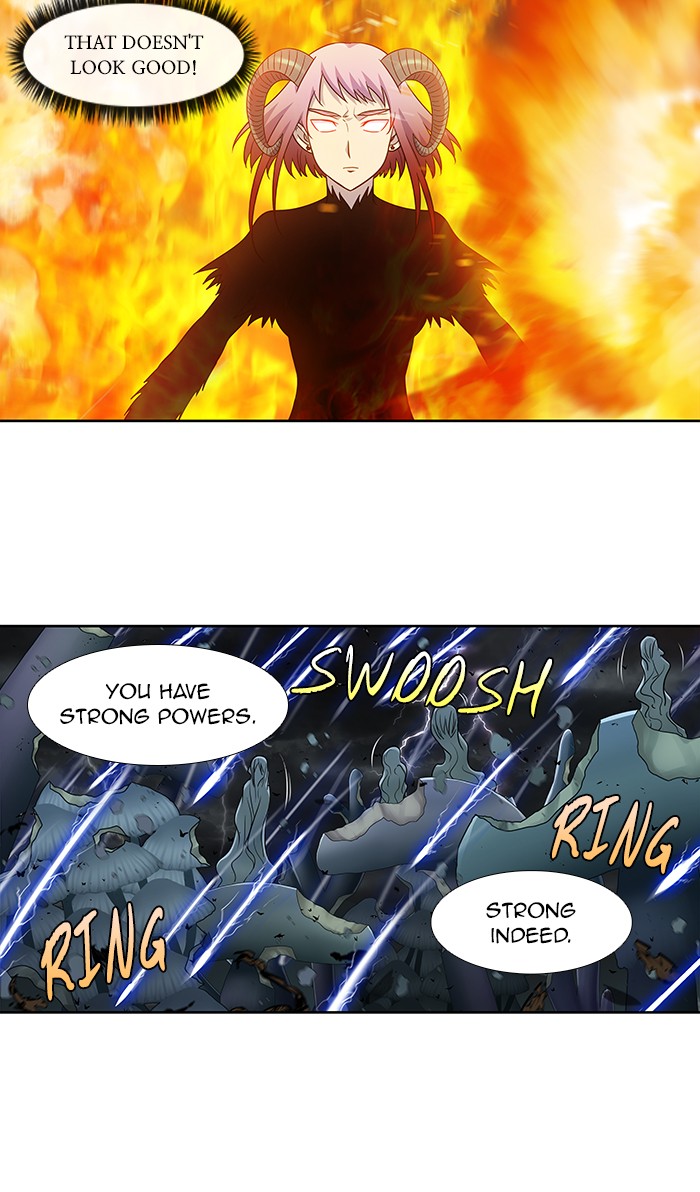 THAT DOESN'T
LOOK GOOD!
YOU HAVE
STRONG POWERS.
SWOOSH
RING
STRONG
INDEED.
RING